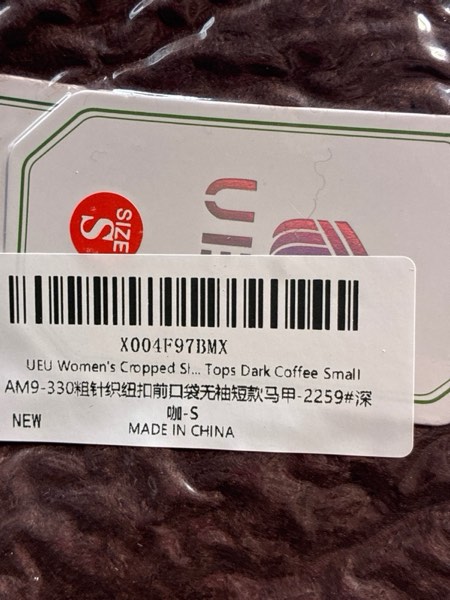 SIZE
S
UE
X004F97BMX
UEU Women's Cropped Sl... Tops Dark Coffee Small
AM9-330粗针织纽扣前口袋无袖短款马甲-2259#深
咖-S
NEW
MADE IN CHINA